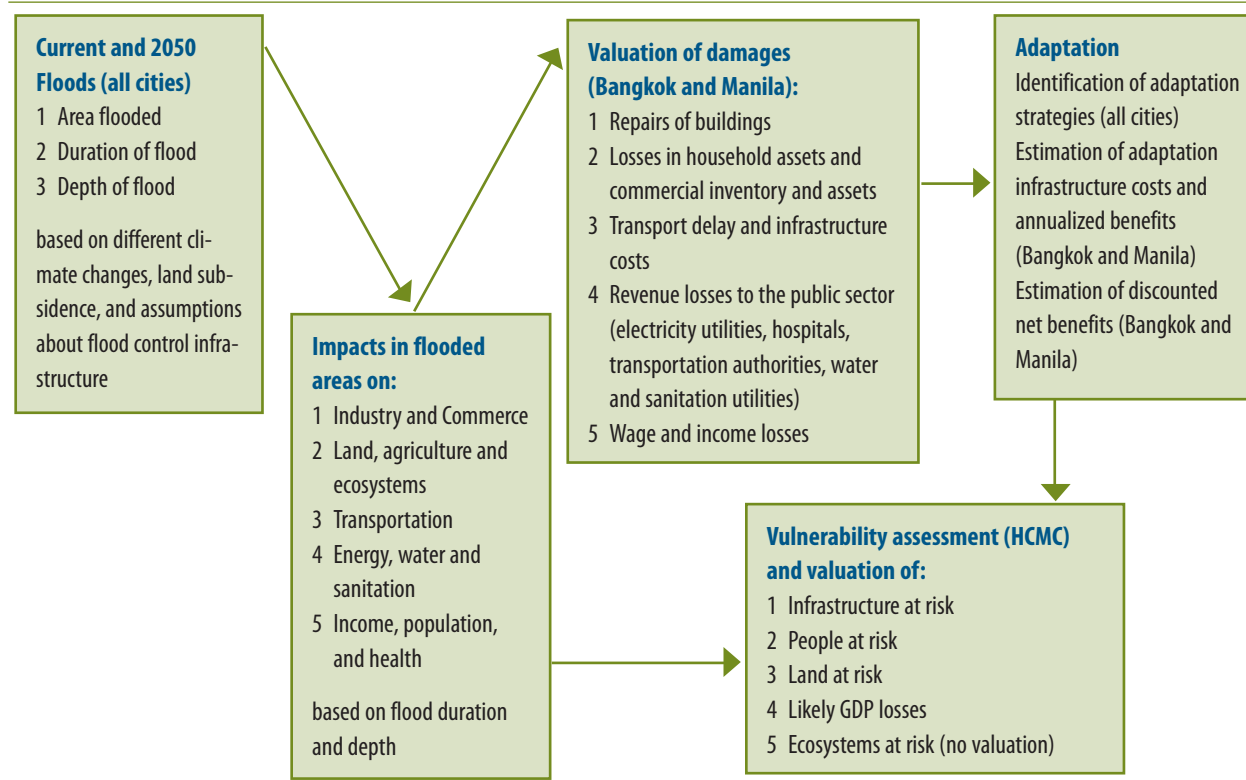 Current and 2050
Floods (all cities)
1 Area flooded
2 Duration of flood
3 Depth of flood
based on different cli-
mate changes, land sub-
sidence, and assumptions
about flood control infra-
structure
Impacts in flooded
areas on:
1 Industry and Commerce
2 Land, agriculture and
ecosystems
3 Transportation
4 Energy, water and
sanitation
5 Income, population,
and health
based on flood duration
and depth
Valuation of damages
(Bangkok and Manila):
1 Repairs of buildings
2 Losses in household assets and
commercial inventory and assets
3 Transport delay and infrastructure
costs
4 Revenue losses to the public sector
(electricity utilities, hospitals,
transportation authorities, water
and sanitation utilities)
5 Wage and income losses
Adaptation
Identification of adaptation
strategies (all cities)
Estimation of adaptation
infrastructure costs and
annualized benefits
(Bangkok and Manila)
Estimation of discounted
net benefits (Bangkok and
Manila)
Vulnerability assessment (HCMC)
and valuation of:
1 Infrastructure at risk
2 People at risk
3 Land at risk
4 Likely GDP losses
5 Ecosystems at risk (no valuation)